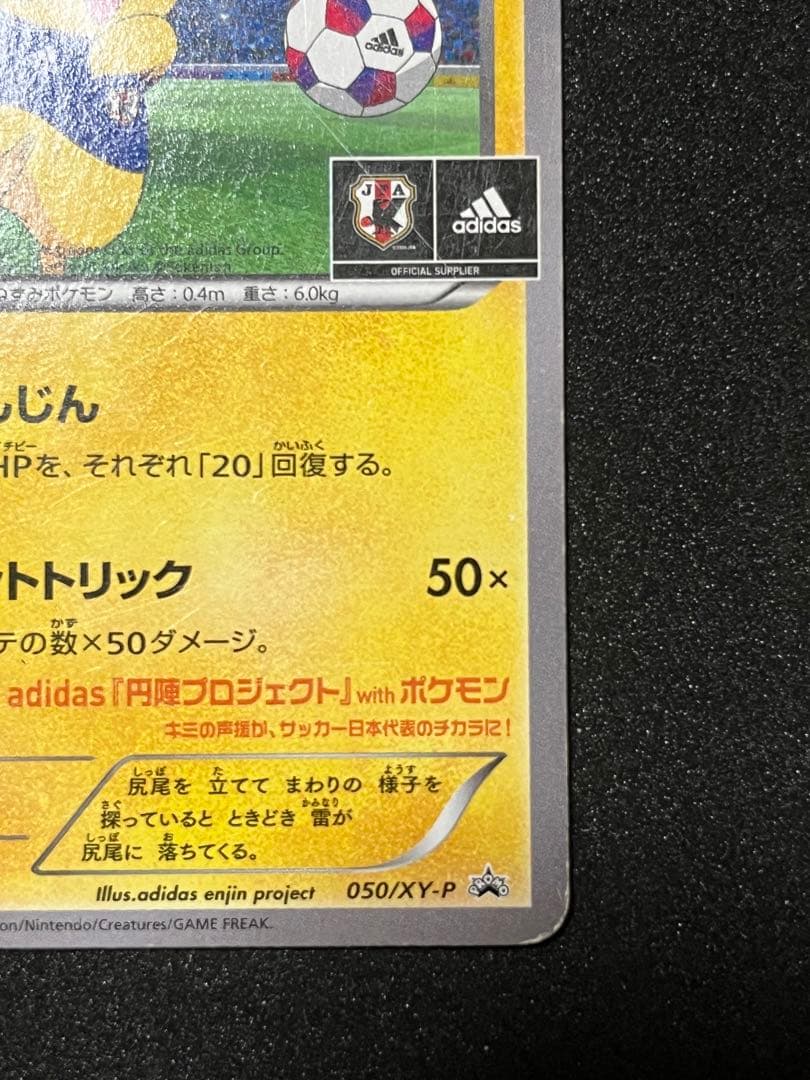 adidas
JFA
adidas
OFFICIAL SUPPLIER
of the adidas Group.
ねずみポケモン 高さ:0.4m 重さ:6.0kg
んじん
HPを、それぞれ「20」回復する。
トトリック 50×
の数×50ダメージ。
adidas『円陣プロジェクト』with ポケモン
キミの声援が、サッカー日本代表のチカラに!
尻尾を 立てて まわりの 様子を
探っていると ときどき 雷が
尻尾に 落ちてくる。
Illus.adidas enjin project 050/XY-P
on/Nintendo/Creatures/GAME FREAK.